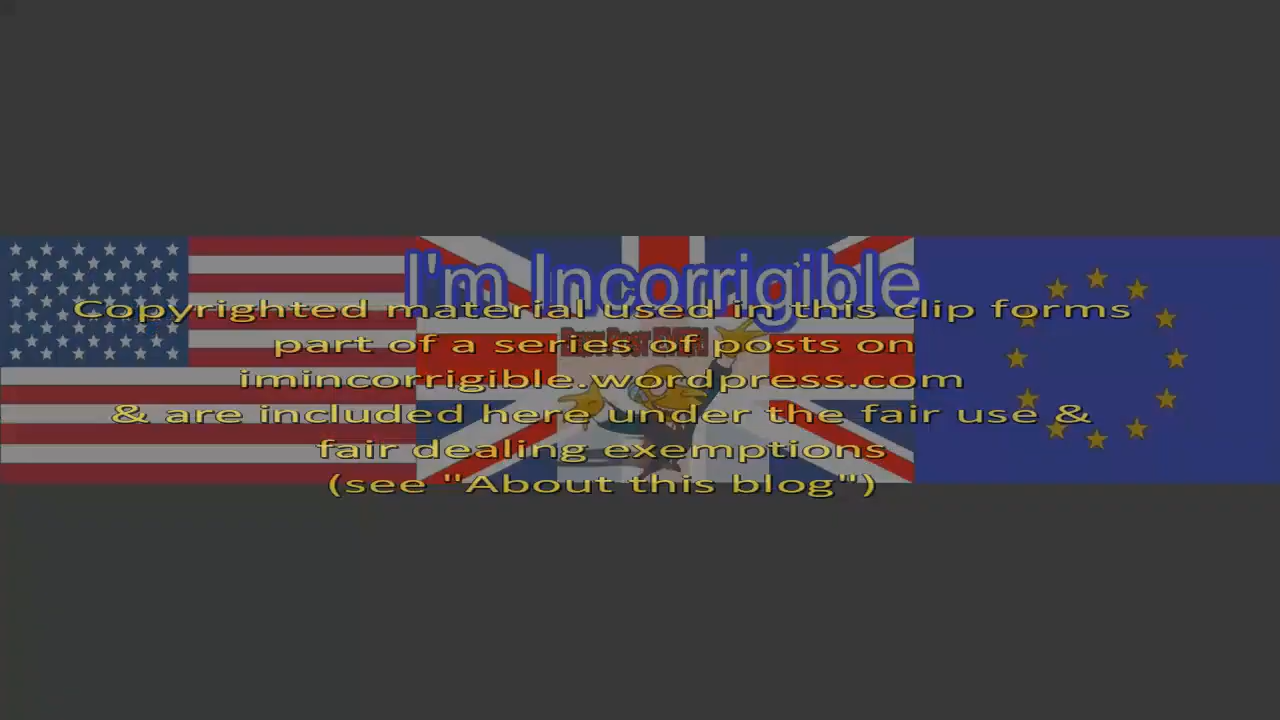 I'm Incorrigible
Copyrighted material used in this clip forms
part of a series of posts on
imincorrigible.wordpress.com
& are included here under the fair use &
fair dealing exemptions
(see "About this blog")